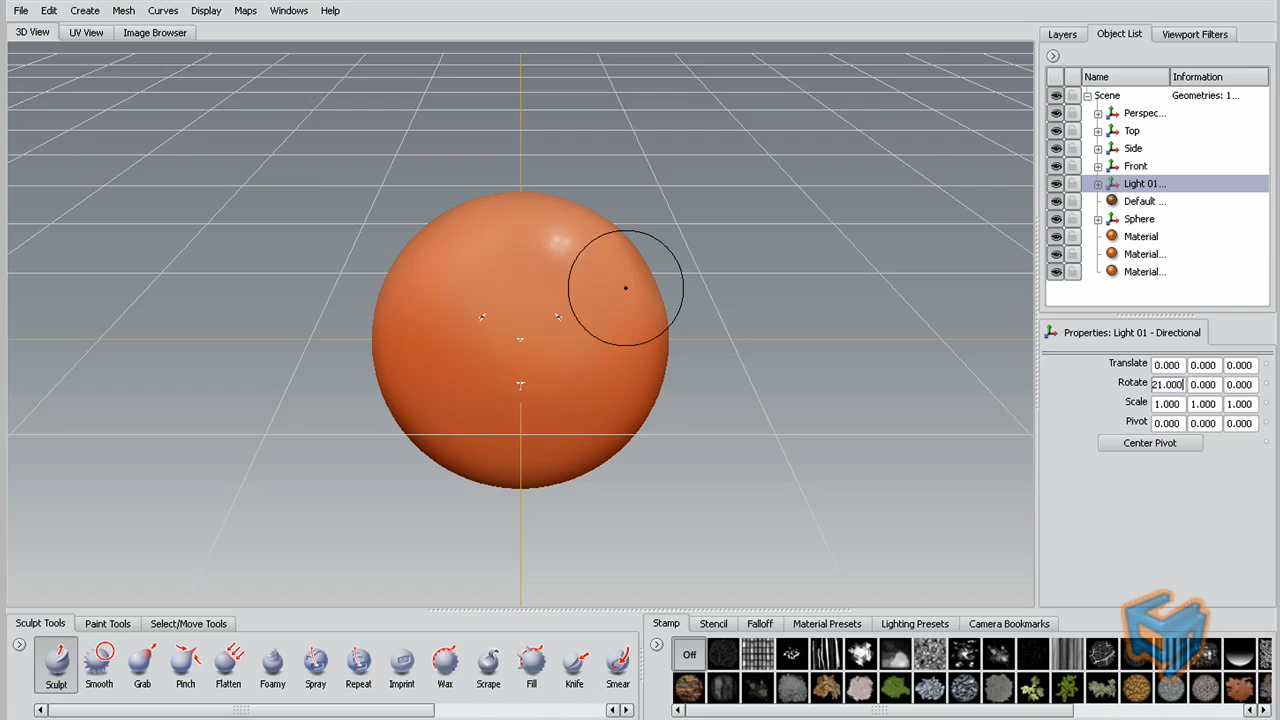 File Edit Create Mesh Curves Display Maps Windows Help
3D View UV View Image Browser
Layers Object List Viewport Filters
Name Information
Scene Geometries: 1...
Perspec...
Top
Side
Front
Light 01...
Default ...
Sphere
Material
Material...
Material...
Properties: Light 01 - Directional
Translate 0.000 0.000 0.000
Rotate 21.000 0.000 0.000
Scale 1.000 1.000 1.000
Pivot 0.000 0.000 0.000
Center Pivot
Sculpt Tools Paint Tools Select/Move Tools
Sculpt Smooth Grab Pinch Flatten Foamy Spray Repeat Imprint Wax Scrape Fill Knife Smear
Stamp Stencil Falloff Material Presets Lighting Presets Camera Bookmarks
Off